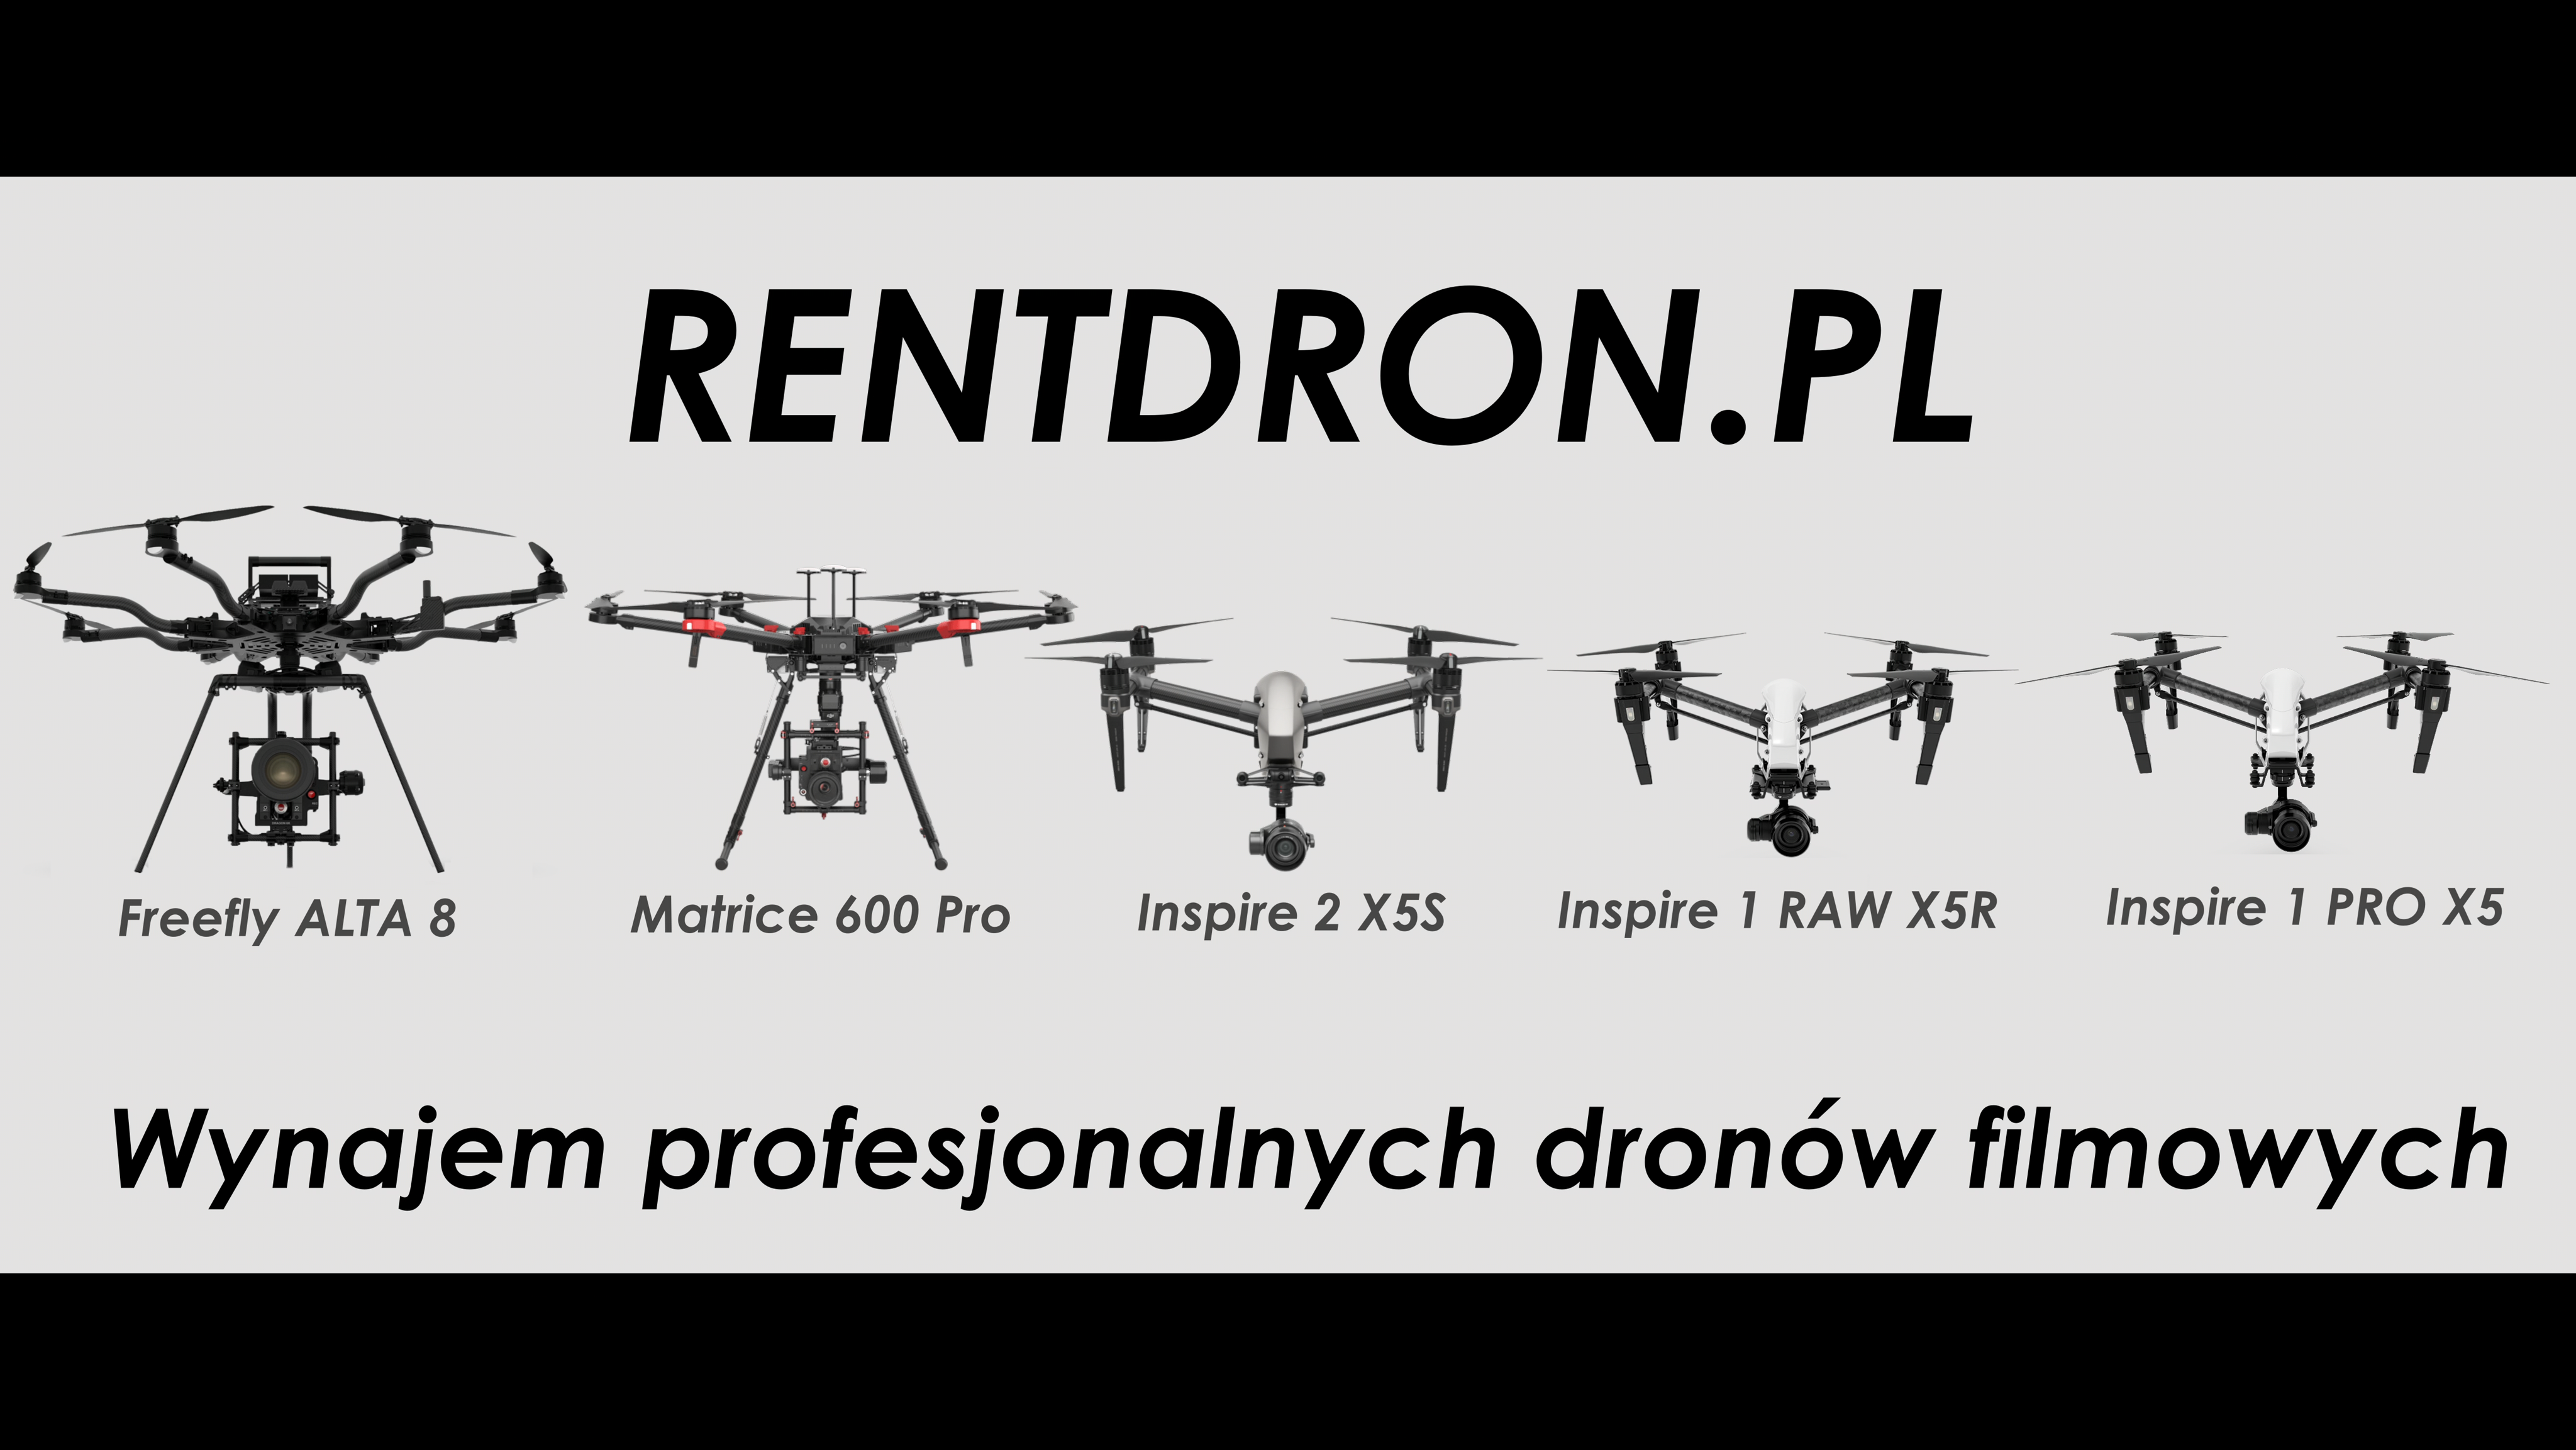 RENTDRON.PL
Freefly ALTA 8
Matrice 600 Pro
Inspire 2 X5S
Inspire 1 RAW X5R
Inspire 1 PRO X5
Wynajem profesjonalnych dronów filmowych